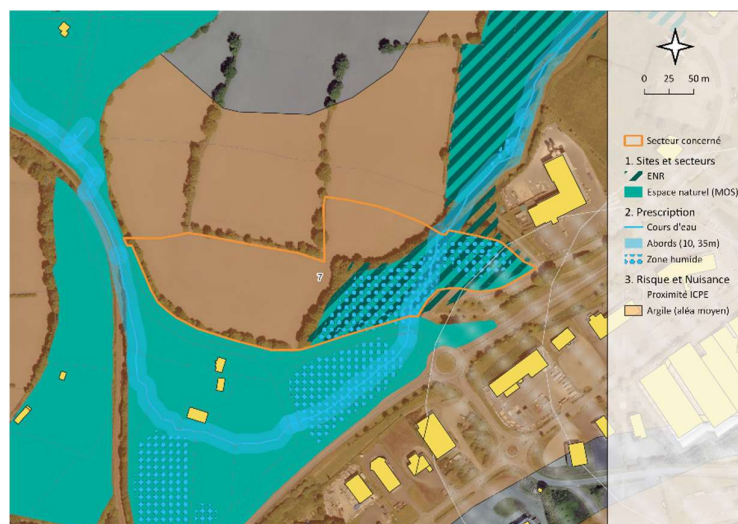 0 25 50 m
Secteur concerné
1. Sites et secteurs
ENR
Espace naturel (MOS)
2. Prescription
Cours d'eau
Abords (10, 35m)
Zone humide
3. Risque et Nuisance
Proximité ICPE
Argile (aléa moyen)
7